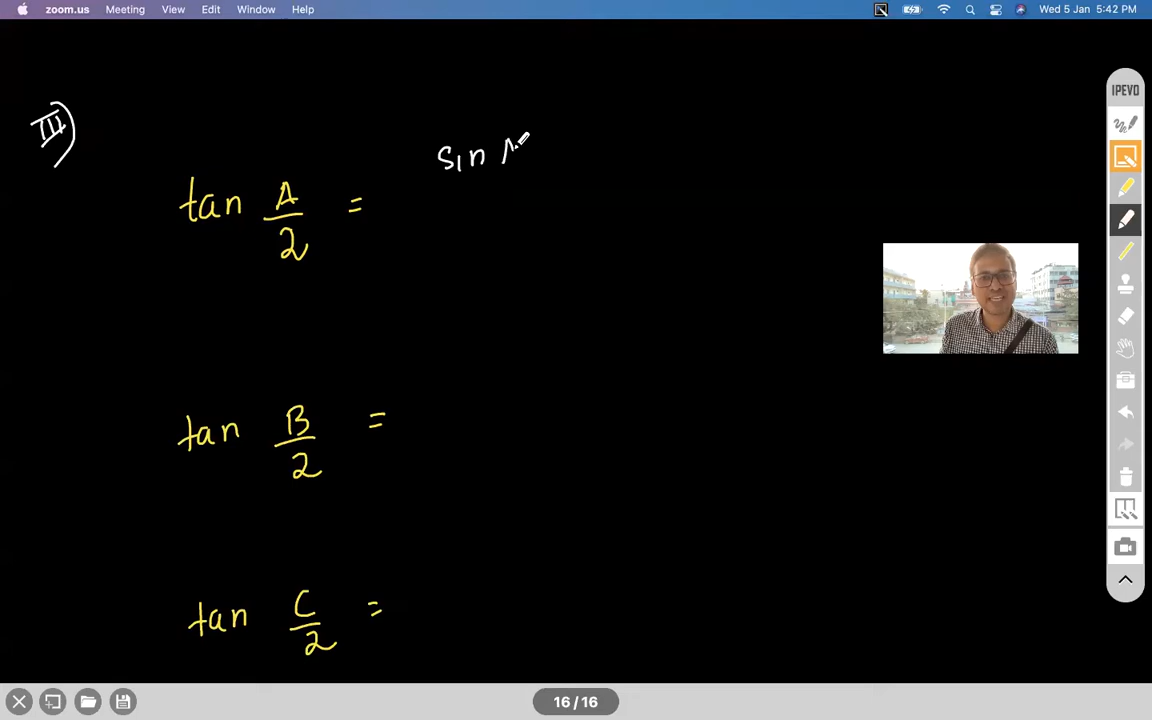 zoom.us Meeting View Edit Window Help Wed 5 Jan 5:42 PM
IPEVO
III)
sin
tan A/2 =
tan B/2 =
tan C/2 =
16/16